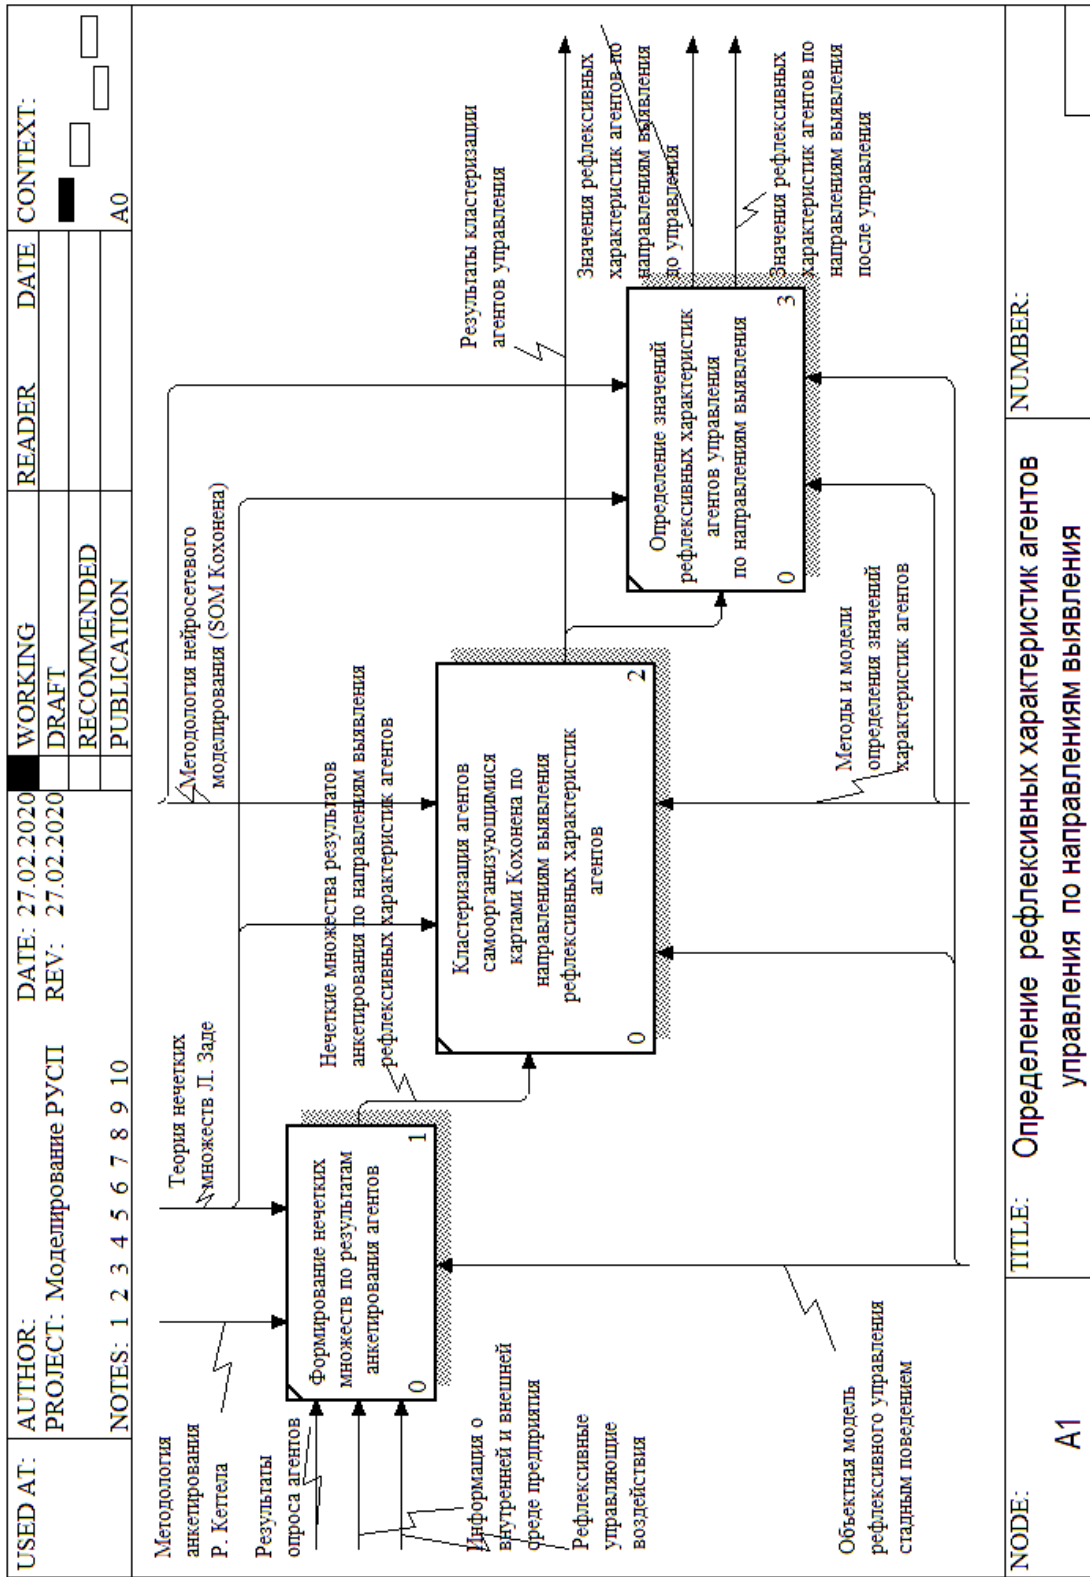 USED AT:
AUTHOR:
DATE: 27.02.2020
WORKING
READER
DATE
CONTEXT:
PROJECT: Моделирование РУСП
REV: 27.02.2020
DRAFT
RECOMMENDED
NOTES: 1 2 3 4 5 6 7 8 9 10
PUBLICATION
A0
Методология
анкетирования
Р. Кеттела
Теория нечетких
множеств Л. Заде
Методология нейросетевого
моделирования (SOM Кохонена)
Результаты
опроса агентов
Информация о
внутренней и внешней
среде предприятия
Рефлексивные
управляющие
воздействия
Формирование нечетких
множеств по результатам
анкетирования агентов
0
1
Нечеткие множества результатов
анкетирования по направлениям выявления
рефлексивных характеристик агентов
Кластеризация агентов
самоорганизующимися
картами Кохонена по
направлениям выявления
рефлексивных характеристик
агентов
0
2
Результаты кластеризации
агентов управления
Определение значений
рефлексивных характеристик
агентов управления
по направлениям выявления
0
3
Значения рефлексивных
характеристик агентов по
направлениям выявления
до управления
Значения рефлексивных
характеристик агентов по
направлениям выявления
после управления
Объектная модель
рефлексивного управления
стадным поведением
Методы и модели
определения значений
характеристик агентов
NODE:
TITLE:
NUMBER:
A1
Определение рефлексивных характеристик агентов
управления по направлениям выявления